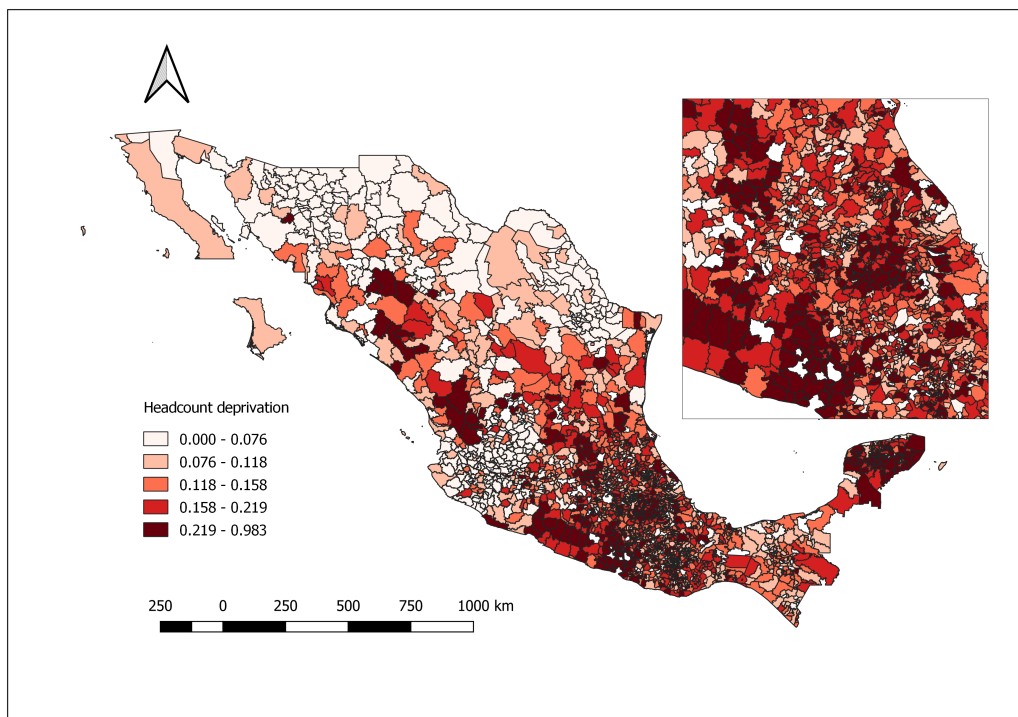 Headcount deprivation
0.000 - 0.076
0.076 - 0.118
0.118 - 0.158
0.158 - 0.219
0.219 - 0.983
250 0 250 500 750 1000 km